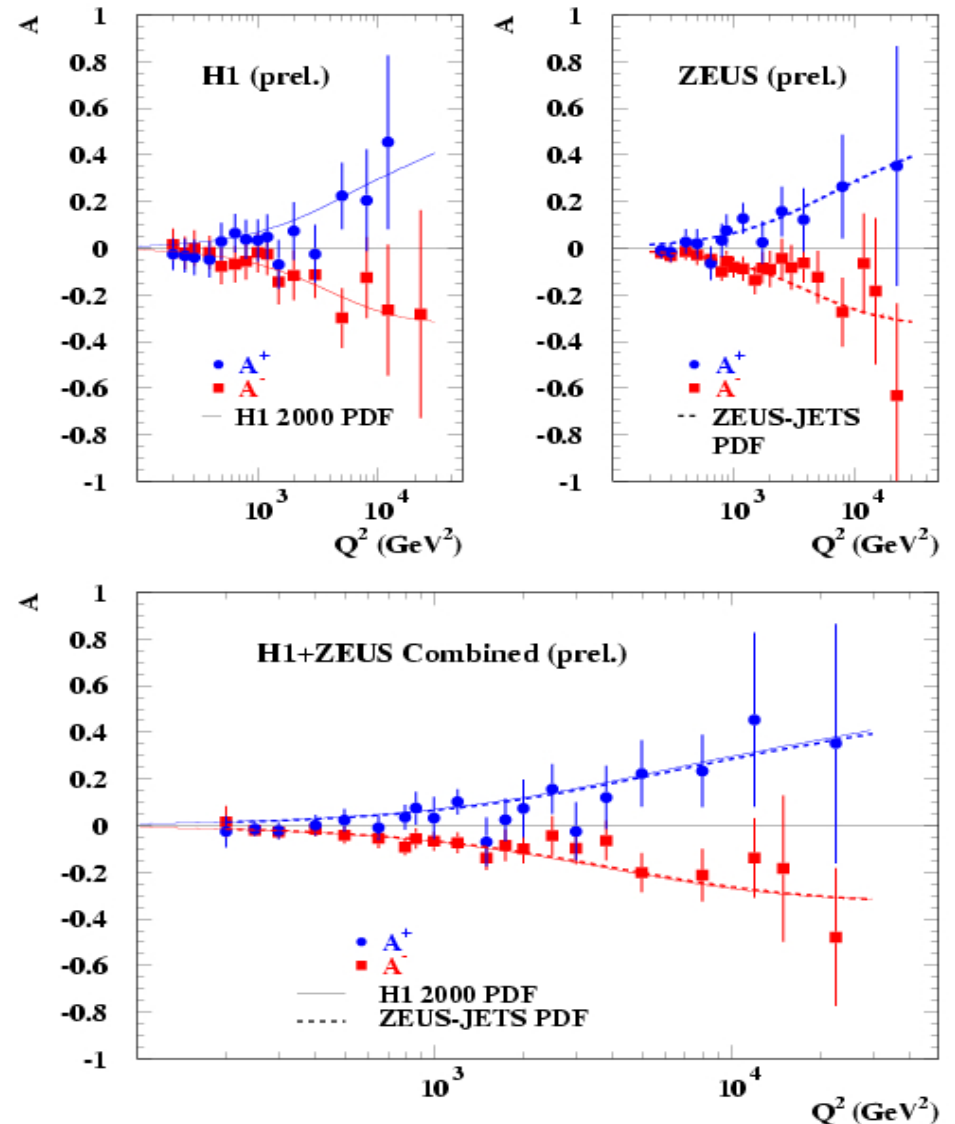 A
1
0.8
0.6
0.4
0.2
0
-0.2
-0.4
-0.6
-0.8
-1
H1 (prel.)
A⁺
A⁻
H1 2000 PDF
10³ 10⁴
Q² (GeV²)
A
1
0.8
0.6
0.4
0.2
0
-0.2
-0.4
-0.6
-0.8
-1
ZEUS (prel.)
A⁺
A⁻
ZEUS-JETS
PDF
10³ 10⁴
Q² (GeV²)
A
1
0.8
0.6
0.4
0.2
0
-0.2
-0.4
-0.6
-0.8
-1
H1+ZEUS Combined (prel.)
A⁺
A⁻
H1 2000 PDF
ZEUS-JETS PDF
10³ 10⁴
Q² (GeV²)